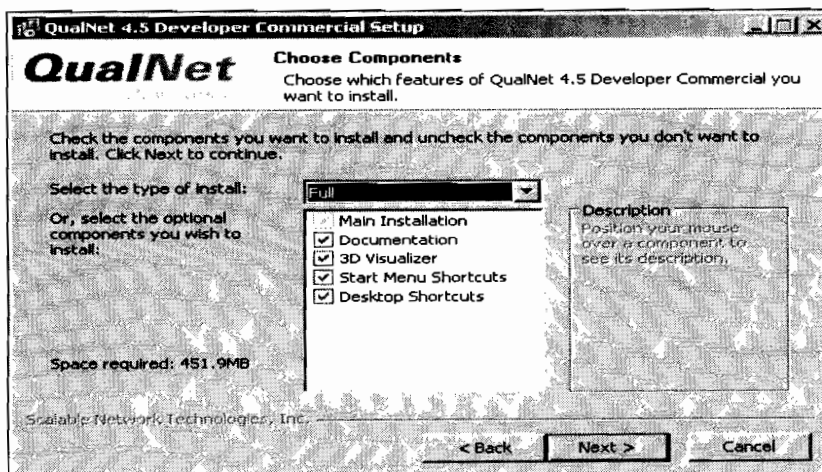 QualNet 4.5 Developer Commercial Setup
QualNet
Choose Components
Choose which features of QualNet 4.5 Developer Commercial you
want to install.
Check the components you want to install and uncheck the components you don't want to
install. Click Next to continue.
Select the type of install:
Full
Or, select the optional
components you wish to
install:
Main Installation
Documentation
3D Visualizer
Start Menu Shortcuts
Desktop Shortcuts
Description
Position your mouse
over a component to
see its description.
Space required: 451.9MB
Scalable Network Technologies, Inc.
< Back
Next >
Cancel